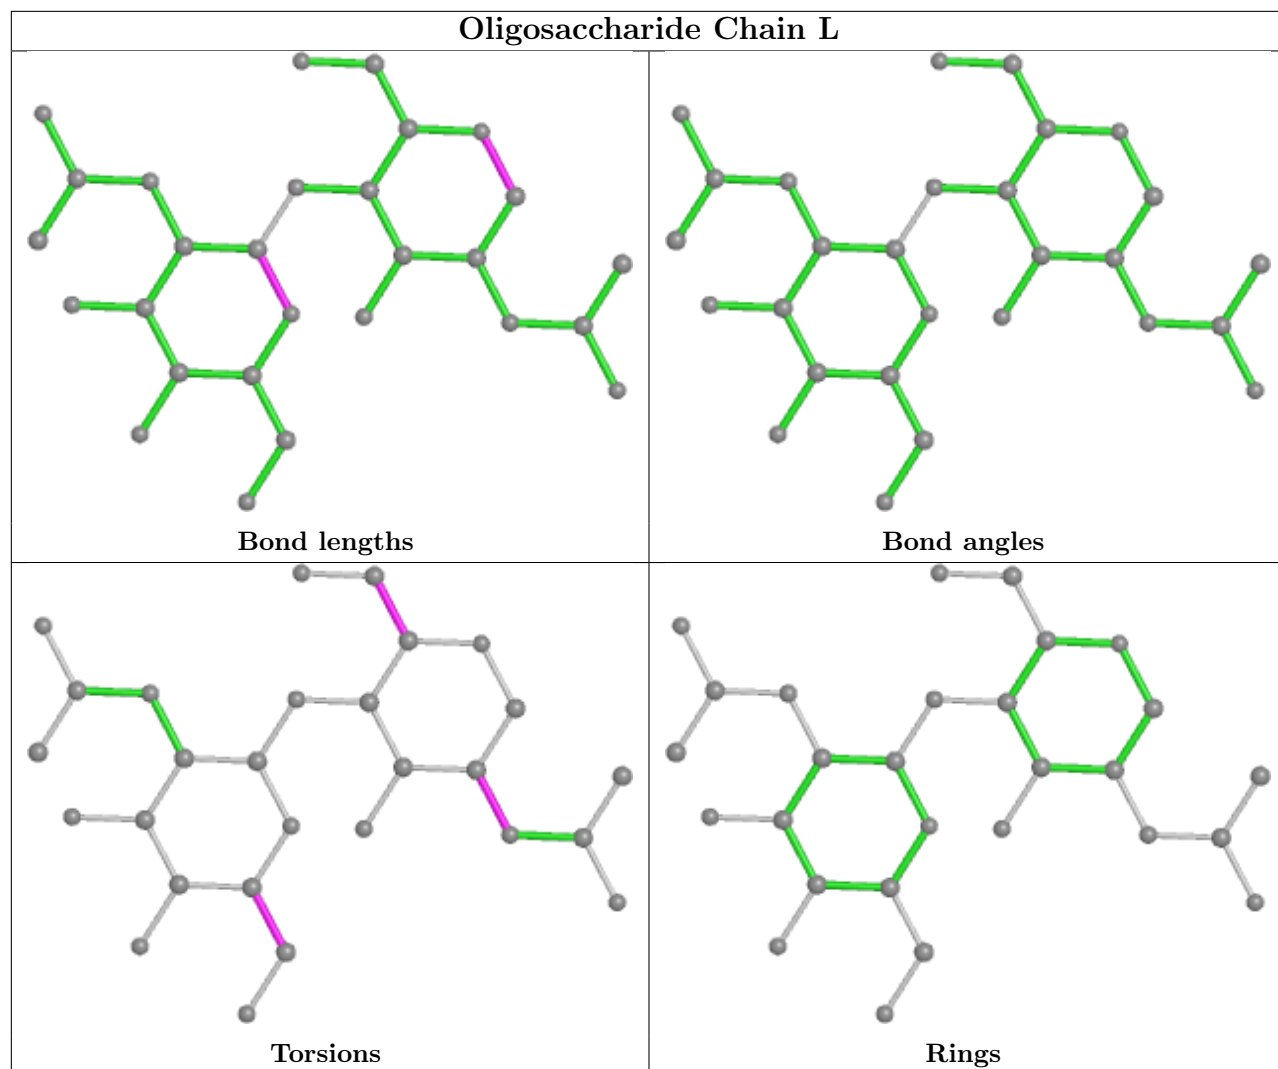 Oligosaccharide Chain L
Bond lengths
Bond angles
Torsions
Rings